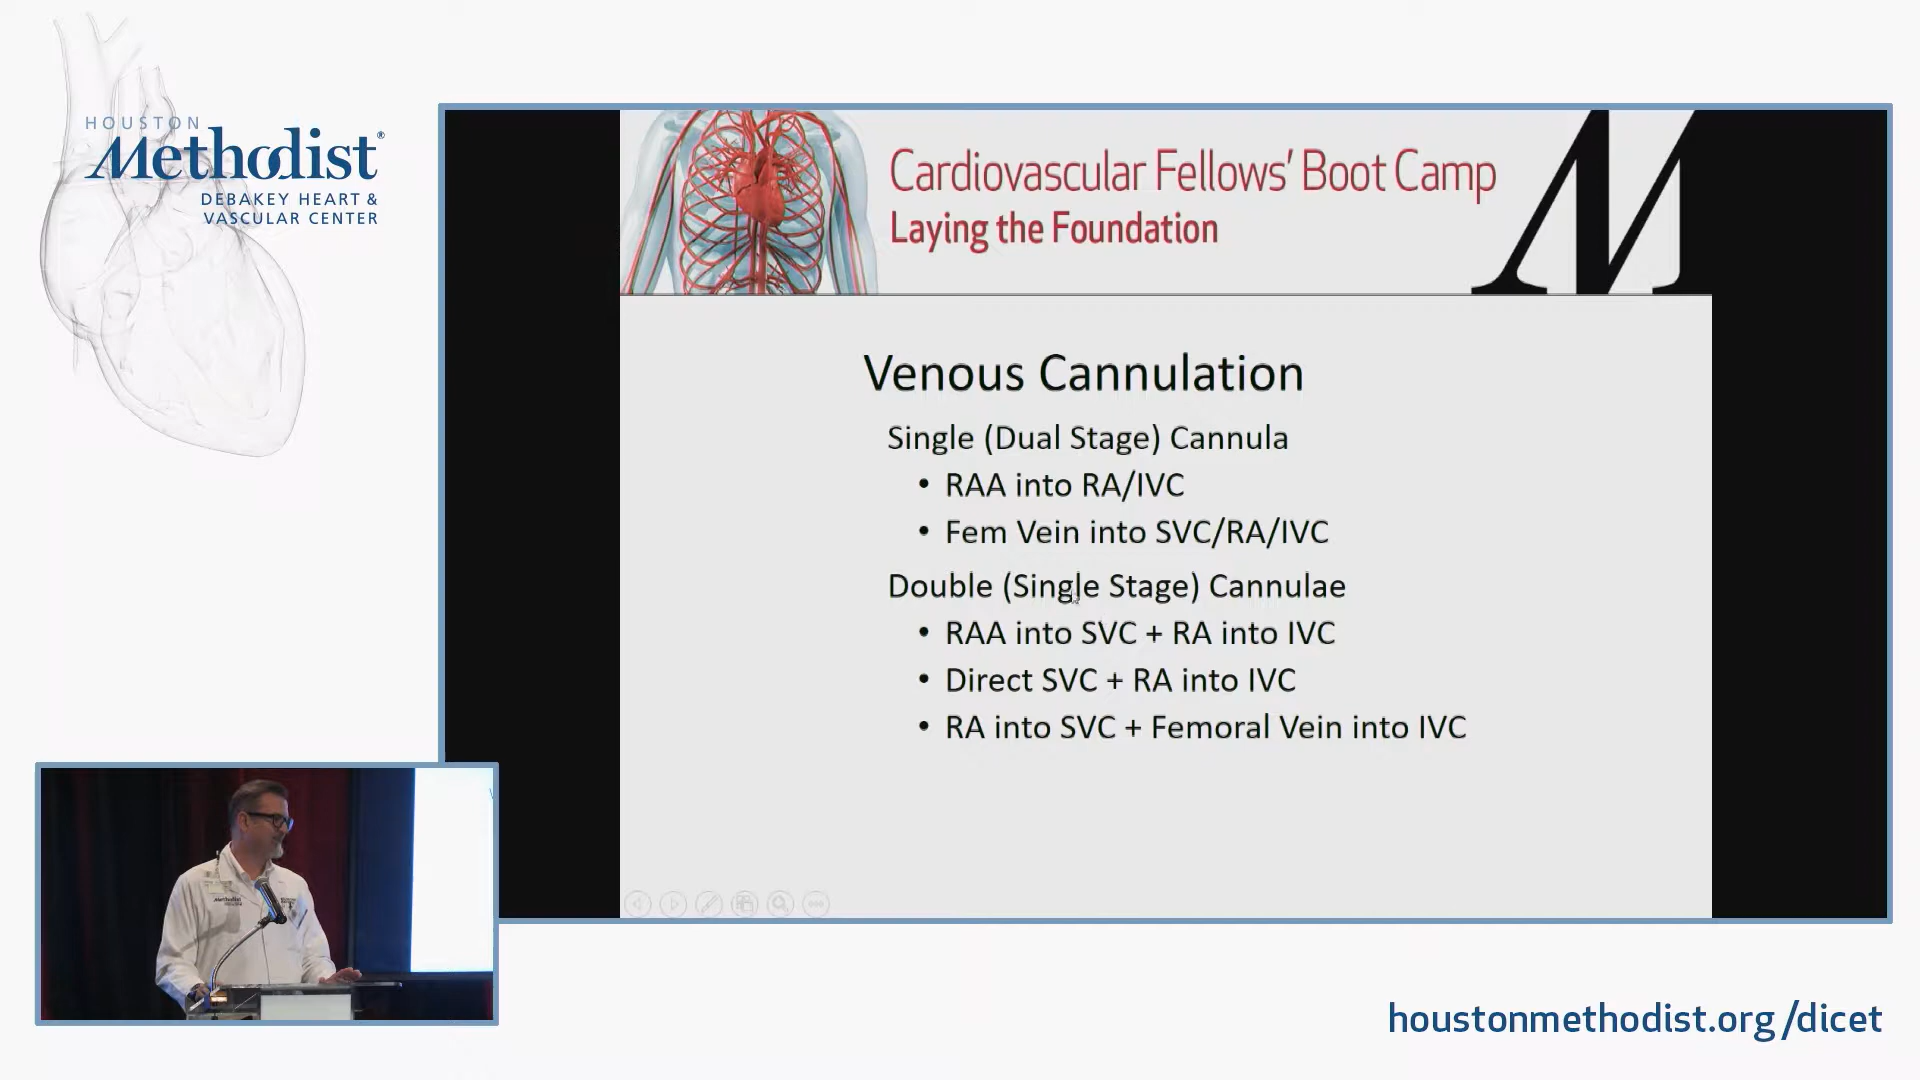 HOUSTON
Methodist®
DEBAKEY HEART &
VASCULAR CENTER
Cardiovascular Fellows’ Boot Camp
Laying the Foundation
M
Venous Cannulation
Single (Dual Stage) Cannula
• RAA into RA/IVC
• Fem Vein into SVC/RA/IVC
Double (Single Stage) Cannulae
• RAA into SVC + RA into IVC
• Direct SVC + RA into IVC
• RA into SVC + Femoral Vein into IVC
Methodist
houstonmethodist.org/dicet